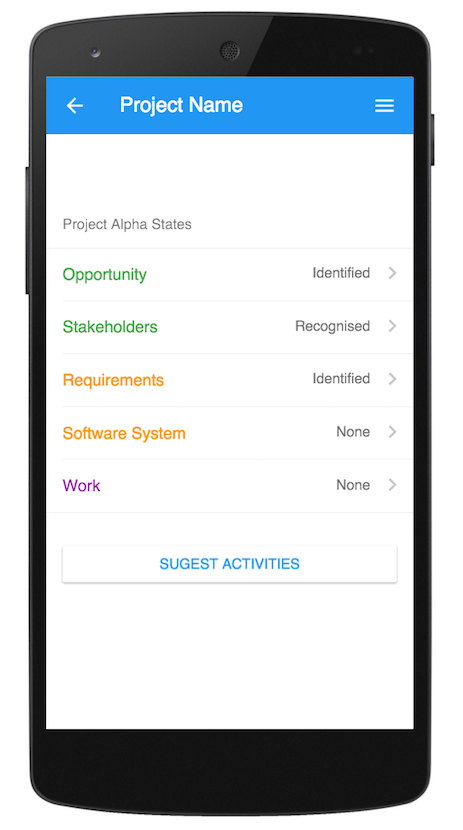 Project Name
Project Alpha States
Opportunity Identified
Stakeholders Recognised
Requirements Identified
Software System None
Work None
SUGEST ACTIVITIES